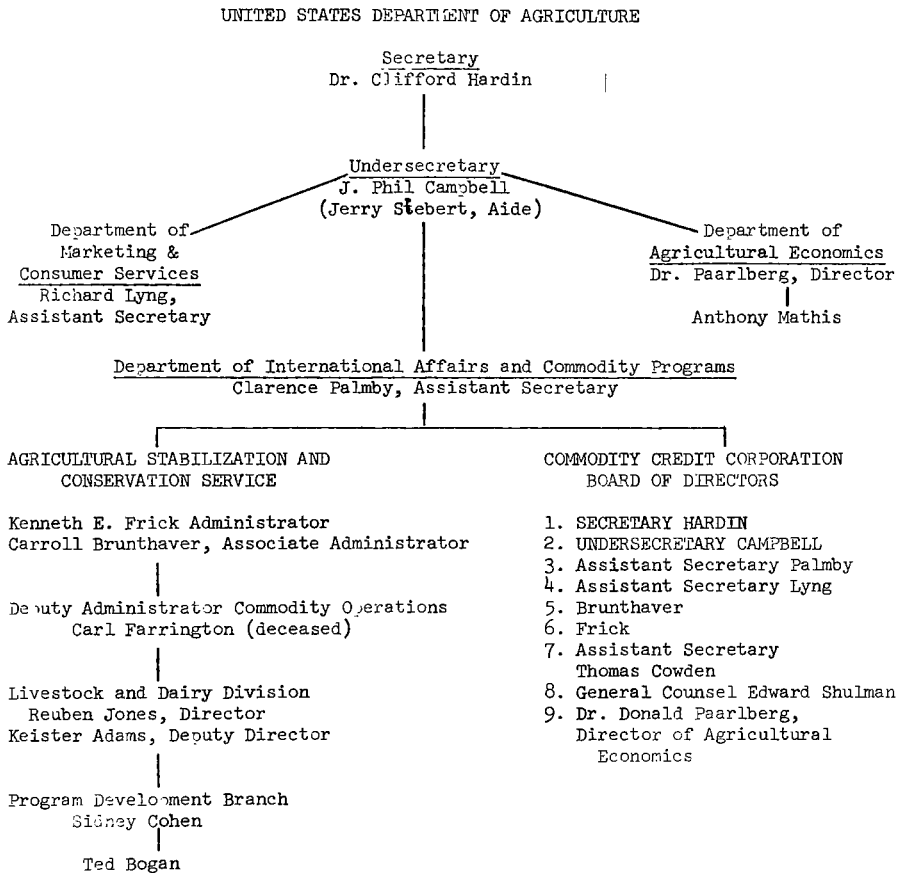 UNITED STATES DEPARTMENT OF AGRICULTURE
Secretary
Dr. Clifford Hardin
Undersecretary
J. Phil Campbell
(Jerry Stebert, Aide)
Department of
Marketing &
Consumer Services
Richard Lyng,
Assistant Secretary
Department of
Agricultural Economics
Dr. Paarlberg, Director
Anthony Mathis
Department of International Affairs and Commodity Programs
Clarence Palmby, Assistant Secretary
AGRICULTURAL STABILIZATION AND
CONSERVATION SERVICE
Kenneth E. Frick Administrator
Carroll Brunthaver, Associate Administrator
Deputy Administrator Commodity Operations
Carl Farrington (deceased)
Livestock and Dairy Division
Reuben Jones, Director
Keister Adams, Deputy Director
Program Development Branch
Sidney Cohen
Ted Bogan
COMMODITY CREDIT CORPORATION
BOARD OF DIRECTORS
1. SECRETARY HARDIN
2. UNDERSECRETARY CAMPBELL
3. Assistant Secretary Palmby
4. Assistant Secretary Lyng
5. Brunthaver
6. Frick
7. Assistant Secretary
Thomas Cowden
8. General Counsel Edward Shulman
9. Dr. Donald Paarlberg,
Director of Agricultural
Economics